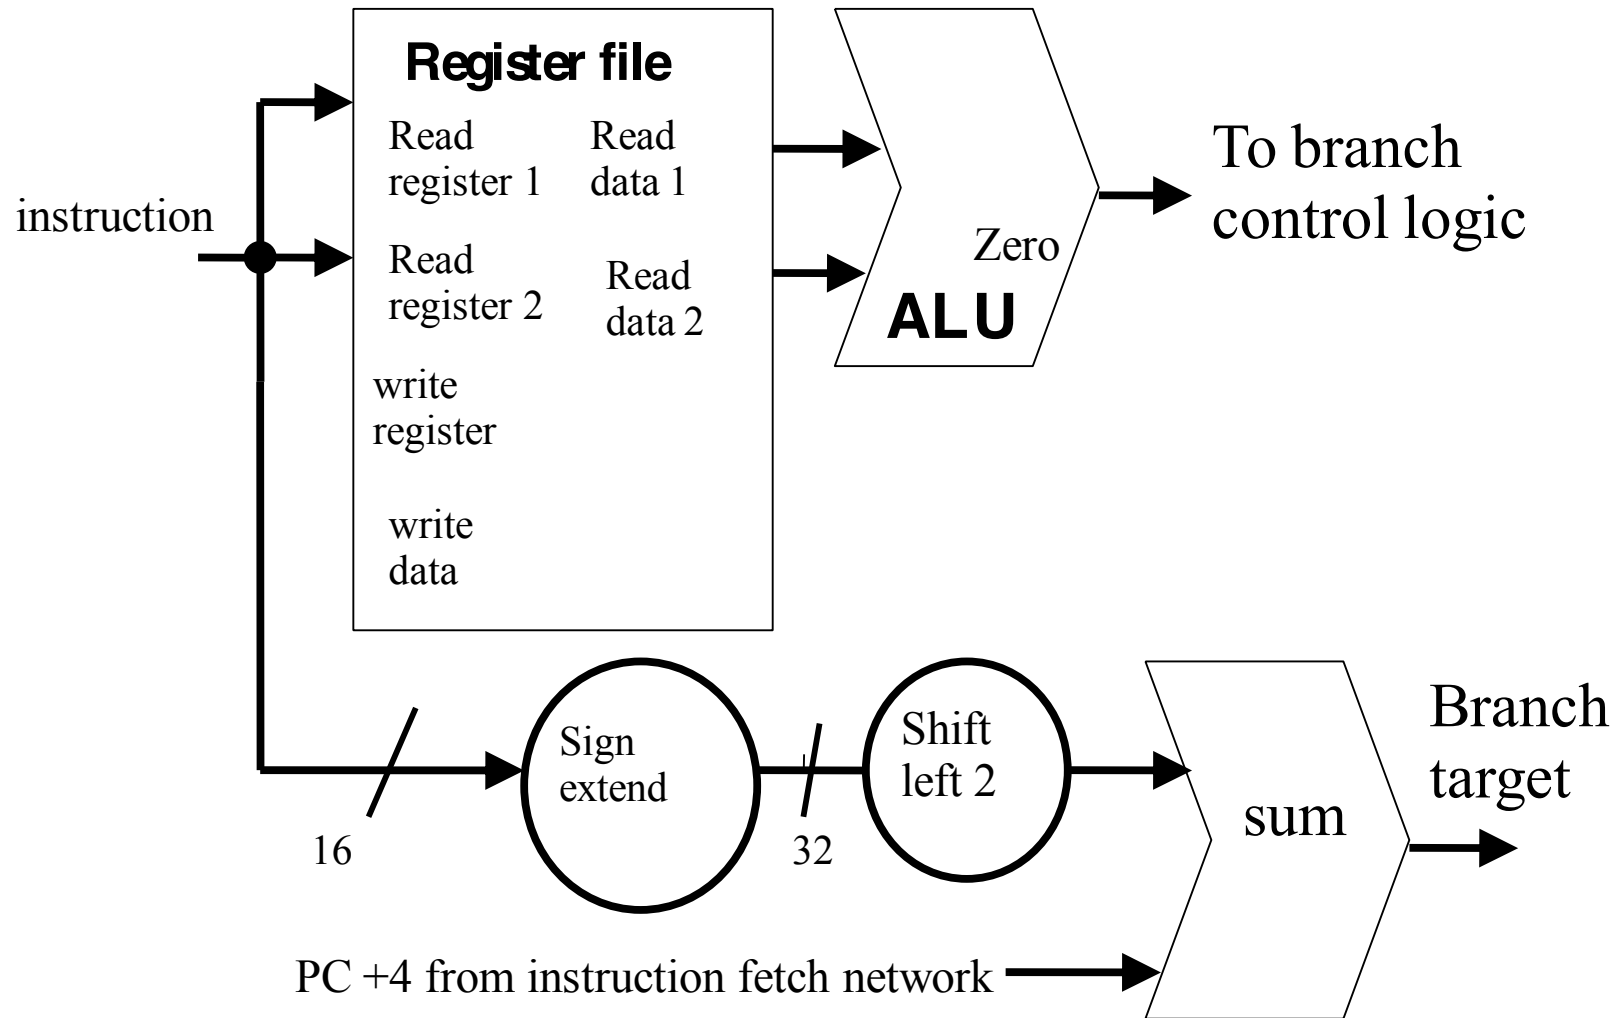 Register file
Read
register 1
Read
data 1
instruction
Read
register 2
Read
data 2
write
register
write
data
Zero
ALU
To branch
control logic
Sign
extend
16
32
Shift
left 2
sum
Branch
target
PC +4 from instruction fetch network